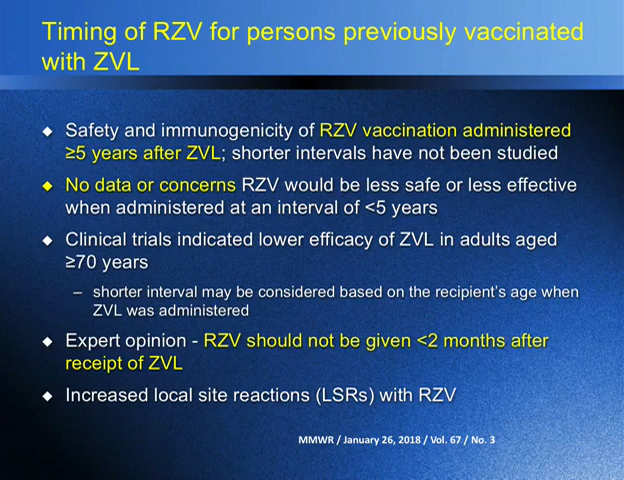 Timing of RZV for persons previously vaccinated
with ZVL
◆ Safety and immunogenicity of RZV vaccination administered
≥5 years after ZVL; shorter intervals have not been studied
◆ No data or concerns RZV would be less safe or less effective
when administered at an interval of <5 years
◆ Clinical trials indicated lower efficacy of ZVL in adults aged
≥70 years
– shorter interval may be considered based on the recipient's age when
ZVL was administered
◆ Expert opinion - RZV should not be given <2 months after
receipt of ZVL
◆ Increased local site reactions (LSRs) with RZV
MMWR / January 26, 2018 / Vol. 67 / No. 3